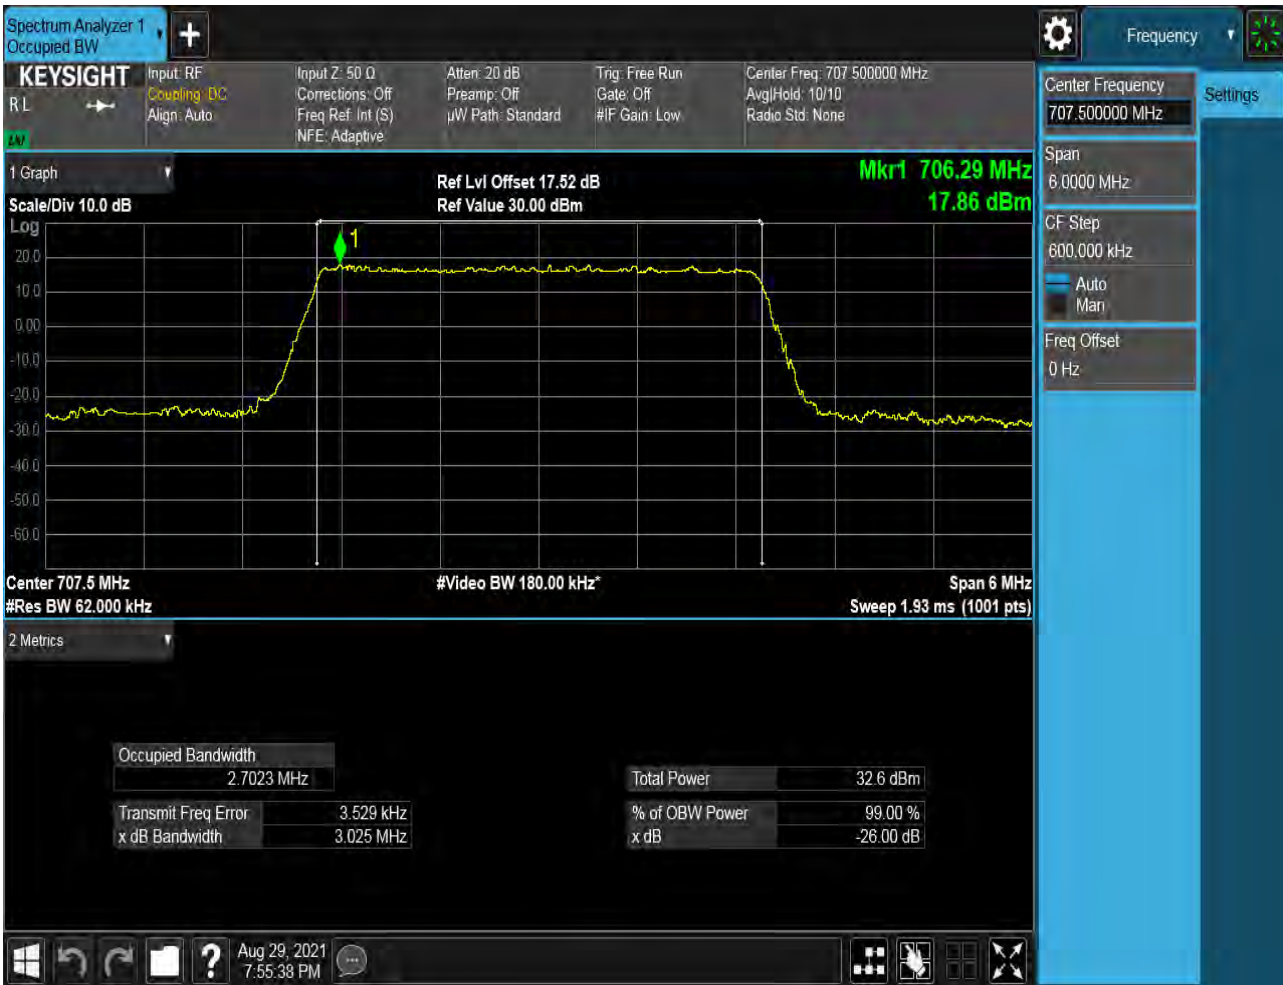 Spectrum Analyzer 1
Occupied BW
Frequency
KEYSIGHT
R L
Input: RF
Coupling: DC
Align: Auto
Input Z: 50 Ω
Corrections: Off
Freq Ref: Int (S)
NFE: Adaptive
Atten: 20 dB
Preamp: Off
µW Path: Standard
Trig: Free Run
Gate: Off
#IF Gain: Low
Center Freq: 707.500000 MHz
Avg|Hold: 10/10
Radio Std: None
Center Frequency
707.500000 MHz
Settings
Span
6.0000 MHz
CF Step
600.000 kHz
Auto
Man
Freq Offset
0 Hz
1 Graph
Scale/Div 10.0 dB
Ref Lvl Offset 17.52 dB
Ref Value 30.00 dBm
Mkr1 706.29 MHz
17.86 dBm
Log
1
20.0
10.0
0.00
-10.0
-20.0
-30.0
-40.0
-50.0
-60.0
Center 707.5 MHz
#Video BW 180.00 kHz*
Span 6 MHz
#Res BW 62.000 kHz
Sweep 1.93 ms (1001 pts)
2 Metrics
Occupied Bandwidth
2.7023 MHz
Total Power 32.6 dBm
Transmit Freq Error 3.529 kHz
% of OBW Power 99.00 %
x dB Bandwidth 3.025 MHz
x dB -26.00 dB
?
Aug 29, 2021
7:55:38 PM